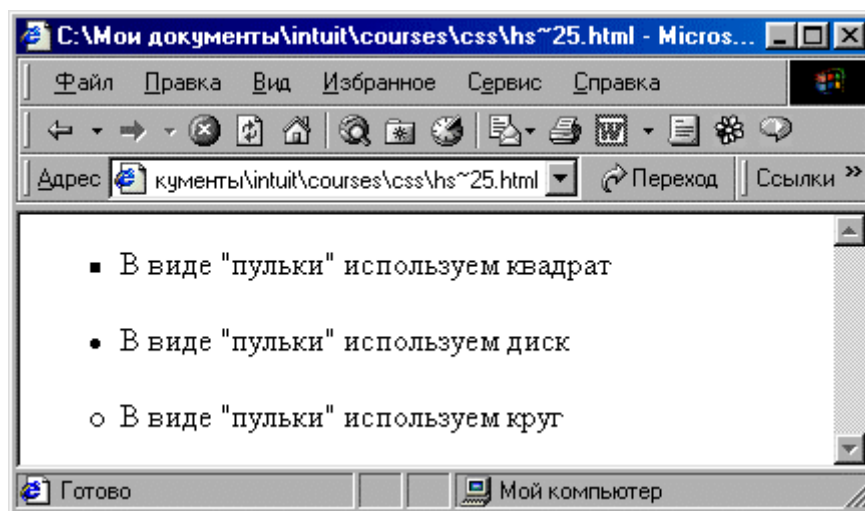 C:\Мои документы\intuit\courses\css\hs~25.html - Micros...
Файл Правка Вид Избранное Сервис Справка
Адрес кументы\intuit\courses\css\hs~25.html Переход Ссылки »
В виде "пульки" используем квадрат
В виде "пульки" используем диск
В виде "пульки" используем круг
Готово Мой компьютер